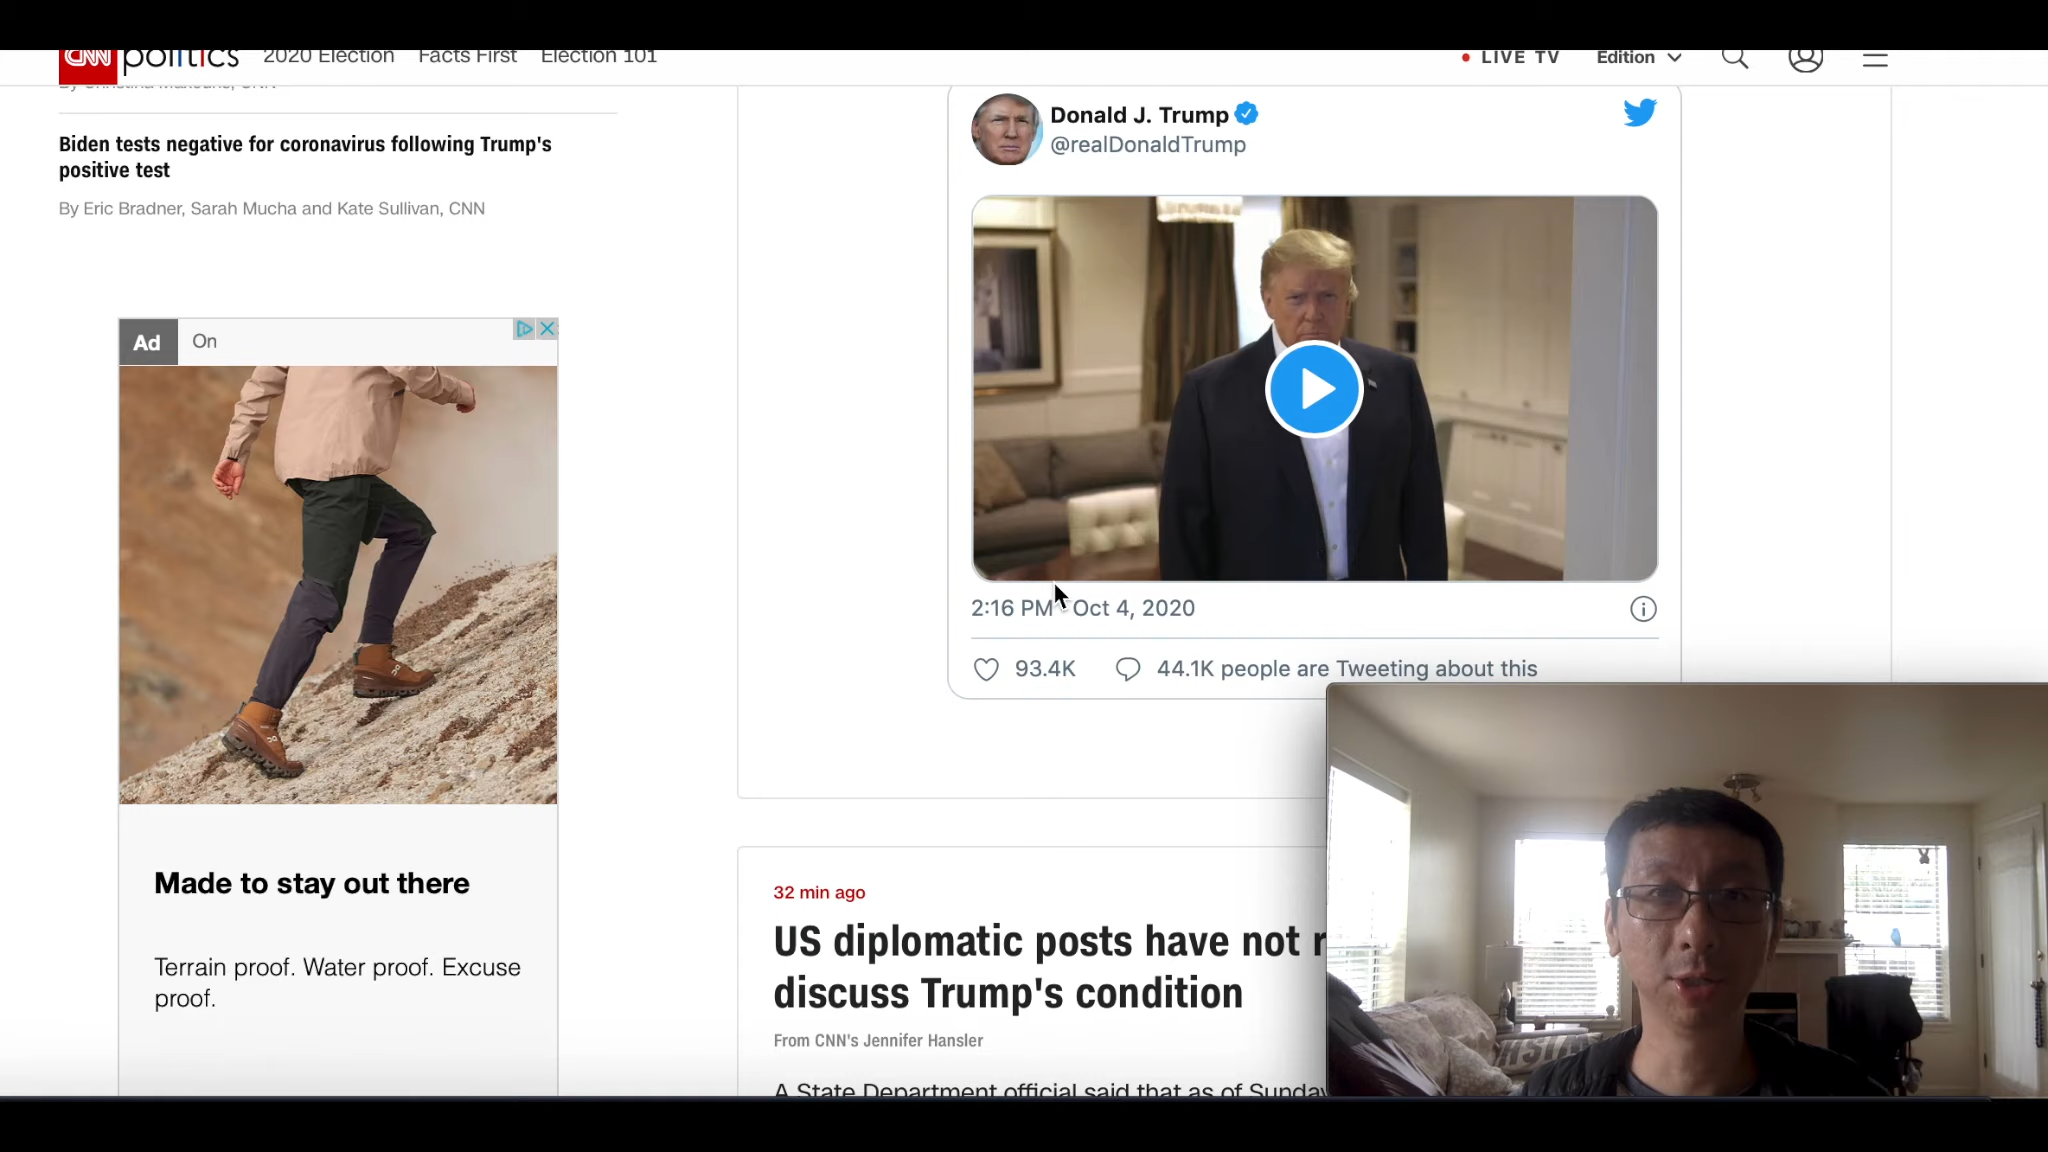 CNN politics 2020 Election Facts First Election 101 LIVE TV Edition
Biden tests negative for coronavirus following Trump's
positive test
By Eric Bradner, Sarah Mucha and Kate Sullivan, CNN
Ad On
Made to stay out there
Terrain proof. Water proof. Excuse
proof.
Donald J. Trump
@realDonaldTrump
2:16 PM Oct 4, 2020
93.4K 44.1K people are Tweeting about this
32 min ago
US diplomatic posts have not r
discuss Trump's condition
From CNN's Jennifer Hansler
A State Department official said that as of Sunday